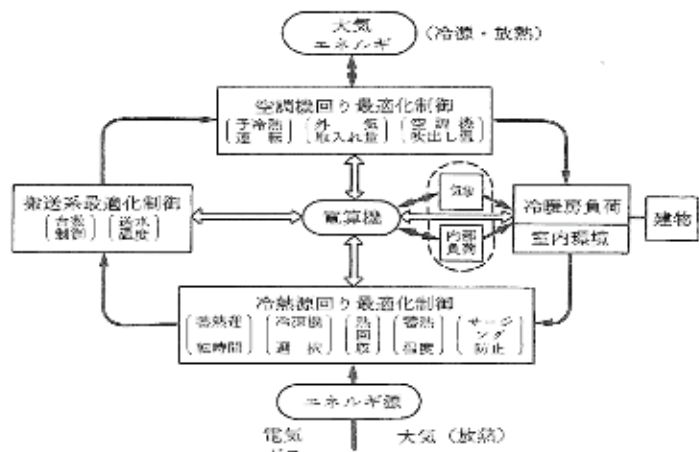 大気
エネルギ
(冷源・放熱)
空調機回り最適化制御
予冷熱
運転
外気
取入れ量
空調機
吹出し温
搬送系最適化制御
台数
制御
送水
温度
電算機
気象
内部
負荷
冷暖房負荷
室内環境
建物
冷熱源回り最適化制御
蓄熱運
転時間
冷凍機
選択
熱
回
収
蓄熱
温度
サージ
ング
防止
エネルギ源
電気
大気(放熱)